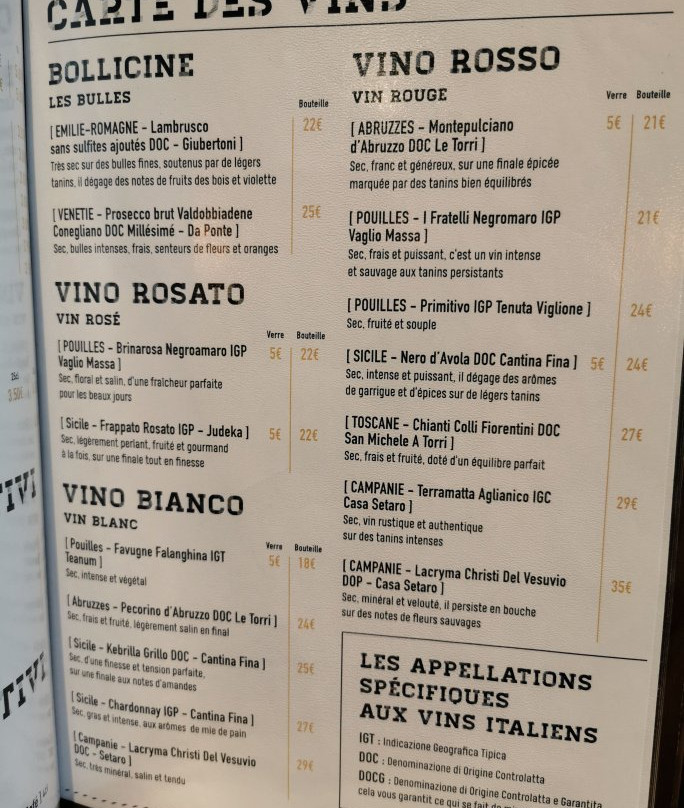 CARTE DES VINS
BOLLICINE
LES BULLES
Bouteille
[ EMILIE-ROMAGNE - Lambrusco 22€
sans sulfites ajoutés DOC - Giubertoni ]
Très sec sur des bulles fines, soutenus par de légers
tanins, il dégage des notes de fruits des bois et violette
[ VENETIE - Prosecco brut Valdobbiadene 25€
Conegliano DOC Millésimé - Da Ponte ]
Sec, bulles intenses, frais, senteurs de fleurs et oranges
VINO ROSATO
VIN ROSÉ
Verre Bouteille
[ POUILLES - Brinarosa Negroamaro IGP 5€ 22€
Vaglio Massa ]
Sec, floral et salin, d'une fraîcheur parfaite
pour les beaux jours
[ Sicile - Frappato Rosato IGP - Judeka ] 5€ 22€
Sec, légèrement perlant, fruité et gourmand
à la fois, sur une finale tout en finesse
VINO BIANCO
VIN BLANC
Verre Bouteille
[ Pouilles - Favugne Falanghina IGT 5€ 18€
Teanum ]
Sec, intense et végétal
[ Abruzzes - Pecorino d'Abruzzo DOC Le Torri ] 24€
Sec, frais et fruité, légèrement salin en final
[ Sicile - Kebrilla Grillo DOC - Cantina Fina ] 25€
Sec, d'une finesse et tension parfaite,
sur une finale aux notes d'amandes
[ Sicile - Chardonnay IGP - Cantina Fina ] 27€
Sec, gras et intense, aux arômes de mie de pain
[ Campanie - Lacryma Christi Del Vesuvio 29€
DOC - Setaro ]
Sec, très minéral, salin et tendu
VINO ROSSO
VIN ROUGE
Verre Bouteille
[ ABRUZZES - Montepulciano 5€ 21€
d'Abruzzo DOC Le Torri ]
Sec, franc et généreux, sur une finale épicée
marquée par des tanins bien équilibrés
[ POUILLES - I Fratelli Negromaro IGP 21€
Vaglio Massa ]
Sec, frais et puissant, c'est un vin intense
et sauvage aux tanins persistants
[ POUILLES - Primitivo IGP Tenuta Viglione ] 24€
Sec, fruité et souple
[ SICILE - Nero d'Avola DOC Cantina Fina ] 5€ 24€
Sec, intense et puissant, il dégage des arômes
de garrigue et d'épices sur de légers tanins
[ TOSCANE - Chianti Colli Fiorentini DOC 27€
San Michele A Torri ]
Sec, frais et fruité, doté d'un équilibre parfait
[ CAMPANIE - Terramatta Aglianico IGC 29€
Casa Setaro ]
Sec, vin rustique et authentique
sur des tanins intenses
[ CAMPANIE - Lacryma Christi Del Vesuvio 35€
DOP - Casa Setaro ]
Sec, minéral et velouté, il persiste en bouche
sur des notes de fleurs sauvages
LES APPELLATIONS
SPÉCIFIQUES
AUX VINS ITALIENS
IGT : Indicazione Geografica Tipica
DOC : Denominazione di Origine Controlatta
DOCG : Denominazione di Origine Controlatta e Garantita
cela vous garantit ce qui se fait de